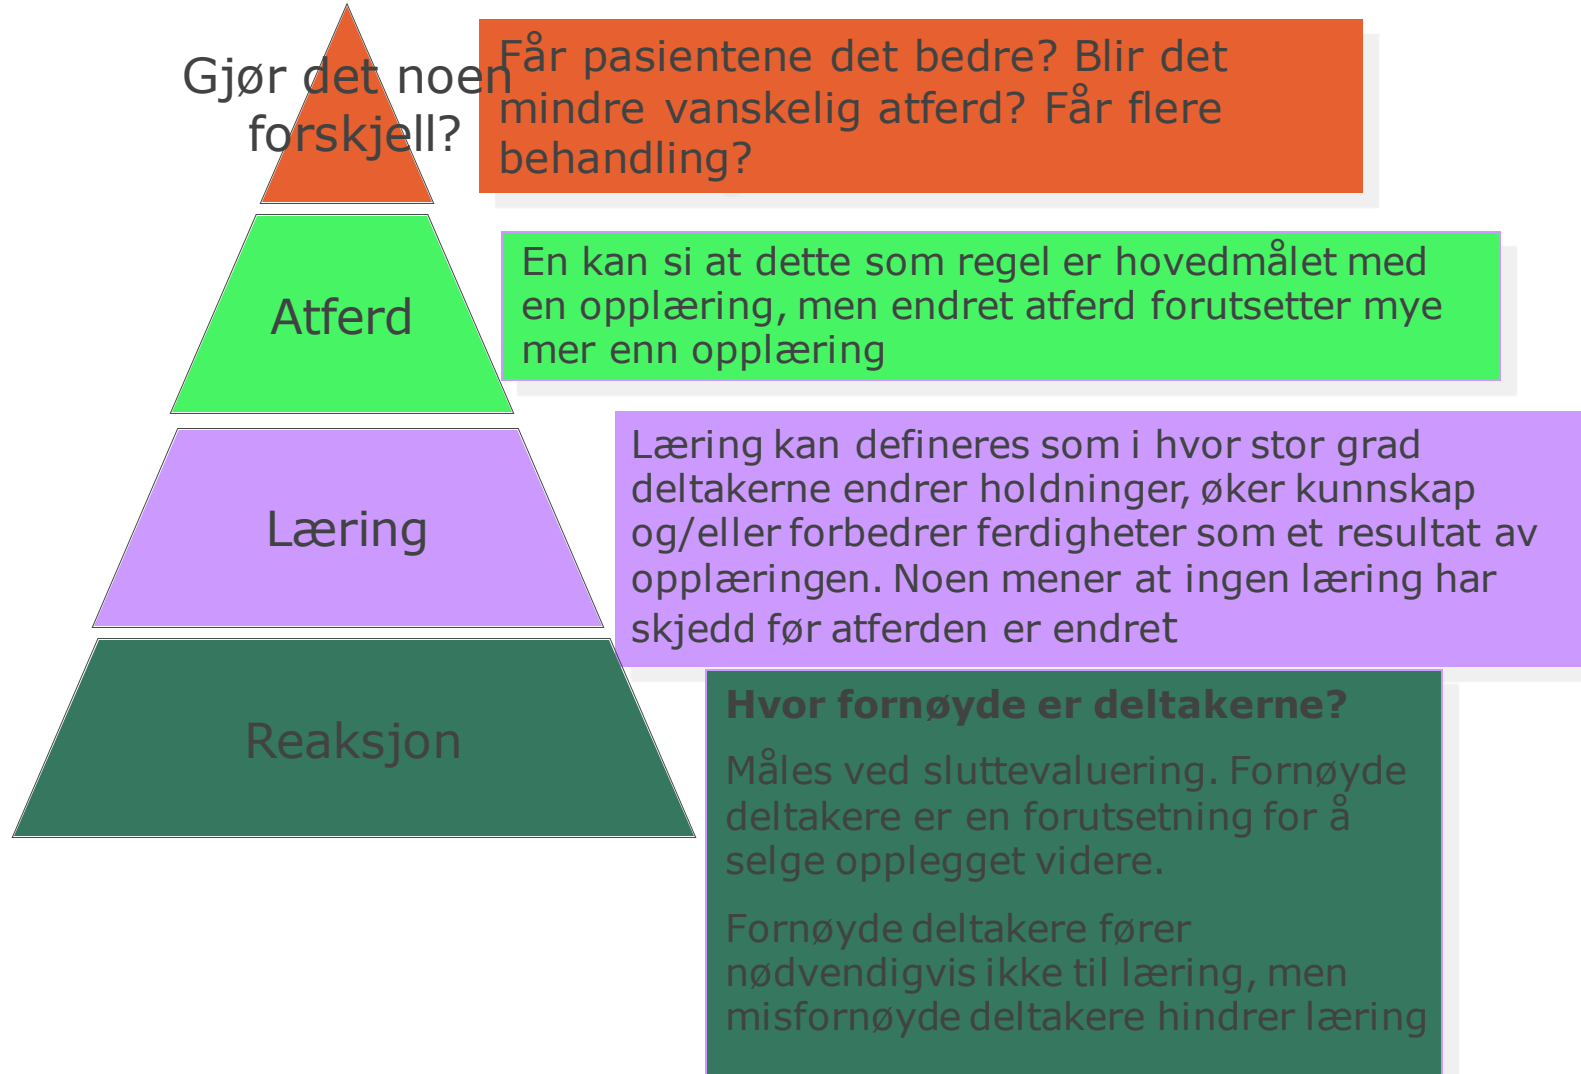 Gjør det noen
forskjell?
Får pasientene det bedre? Blir det
mindre vanskelig atferd? Får flere
behandling?
Atferd
En kan si at dette som regel er hovedmålet med
en opplæring, men endret atferd forutsetter mye
mer enn opplæring
Læring
Læring kan defineres som i hvor stor grad
deltakerne endrer holdninger, øker kunnskap
og/eller forbedrer ferdigheter som et resultat av
opplæringen. Noen mener at ingen læring har
skjedd før atferden er endret
Reaksjon
Hvor fornøyde er deltakerne?
Måles ved sluttevaluering. Fornøyde
deltakere er en forutsetning for å
selge opplegget videre.
Fornøyde deltakere fører
nødvendigvis ikke til læring, men
misfornøyde deltakere hindrer læring